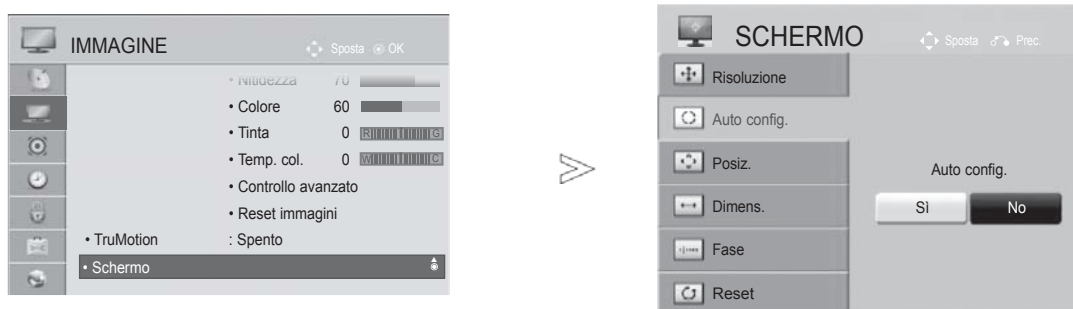 IMMAGINE
Sposta OK
• Nitidezza 70
• Colore 60
• Tinta 0 R G
• Temp. col. 0 W C
• Controllo avanzato
• Reset immagini
• TruMotion : Spento
• Schermo
SCHERMO
Sposta Prec.
Risoluzione
Auto config.
Posiz.
Dimens.
Fase
Reset
Auto config.
Sì No